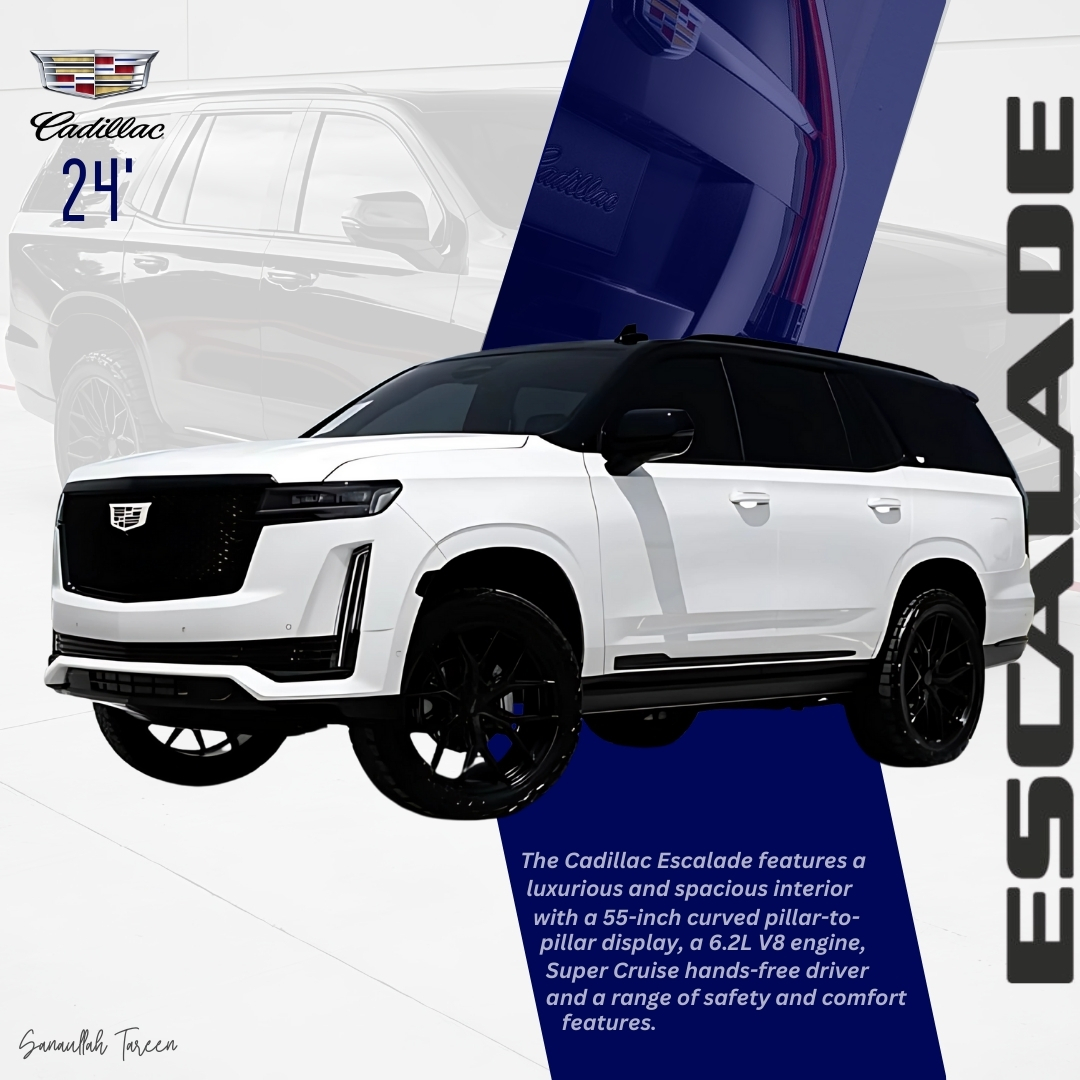 Cadillac
24'
Cadillac
ESCALADE
The Cadillac Escalade features a
luxurious and spacious interior
with a 55-inch curved pillar-to-
pillar display, a 6.2L V8 engine,
Super Cruise hands-free driver
and a range of safety and comfort
features.
Sanaullah Tareen